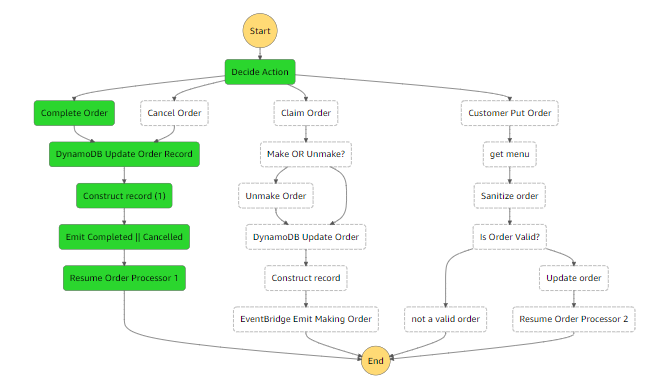 Start
Decide Action
Complete Order
Cancel Order
Claim Order
Customer Put Order
DynamoDB Update Order Record
Make OR Unmake?
get menu
Construct record (1)
Unmake Order
Sanitize order
Emit Completed || Cancelled
DynamoDB Update Order
Is Order Valid?
Resume Order Processor 1
Construct record
Update order
EventBridge Emit Making Order
not a valid order
Resume Order Processor 2
End